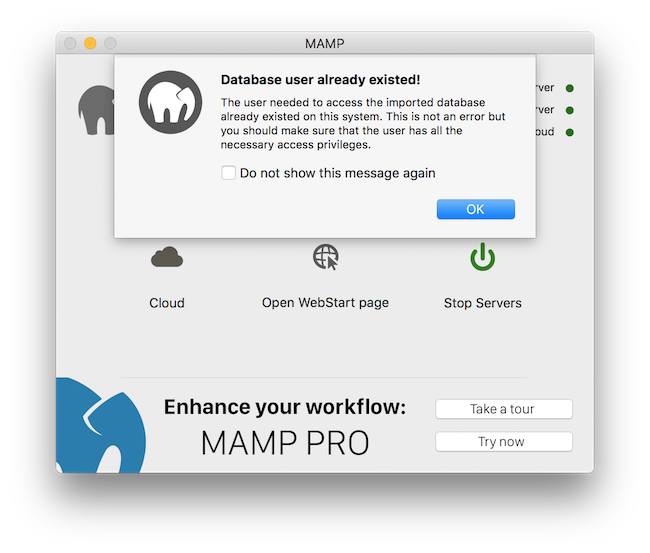 MAMP
Database user already existed!
The user needed to access the imported database
already existed on this system. This is not an error but
you should make sure that the user has all the
necessary access privileges.
Do not show this message again
OK
rver
rver
oud
Cloud
Open WebStart page
Stop Servers
Enhance your workflow:
MAMP PRO
Take a tour
Try now